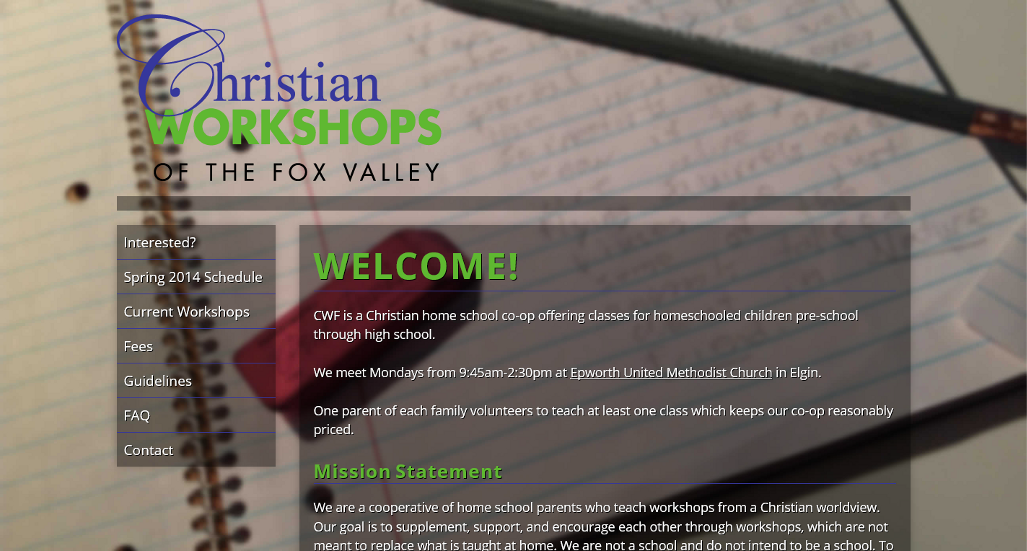 Christian
WORKSHOPS
OF THE FOX VALLEY
Interested?
Spring 2014 Schedule
Current Workshops
Fees
Guidelines
FAQ
Contact
WELCOME!
CWF is a Christian home school co-op offering classes for homeschooled children pre-school
through high school.
We meet Mondays from 9:45am-2:30pm at Epworth United Methodist Church in Elgin.
One parent of each family volunteers to teach at least one class which keeps our co-op reasonably
priced.
Mission Statement
We are a cooperative of home school parents who teach workshops from a Christian worldview.
Our goal is to supplement, support, and encourage each other through workshops, which are not
meant to replace what is taught at home. We are not a school and do not intend to be a school. To